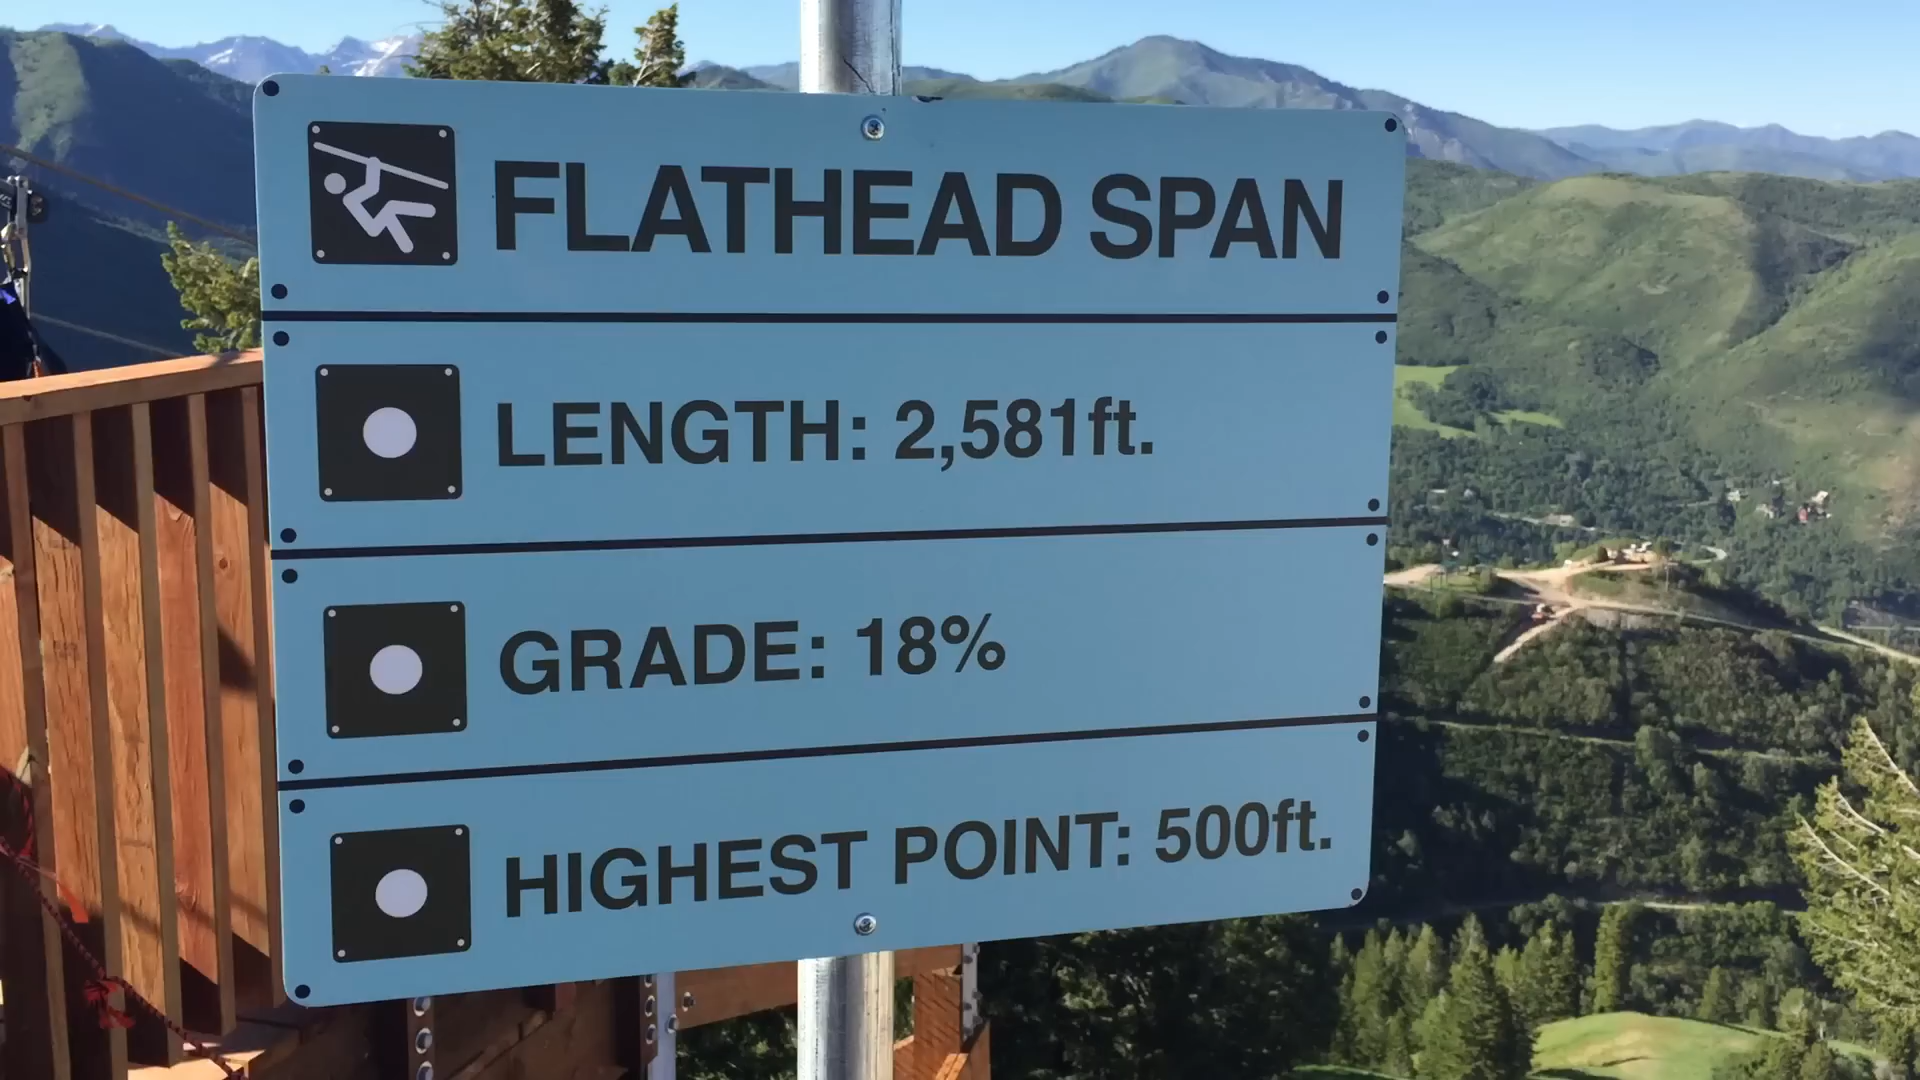 FLATHEAD SPAN
LENGTH: 2,581ft.
GRADE: 18%
HIGHEST POINT: 500ft.